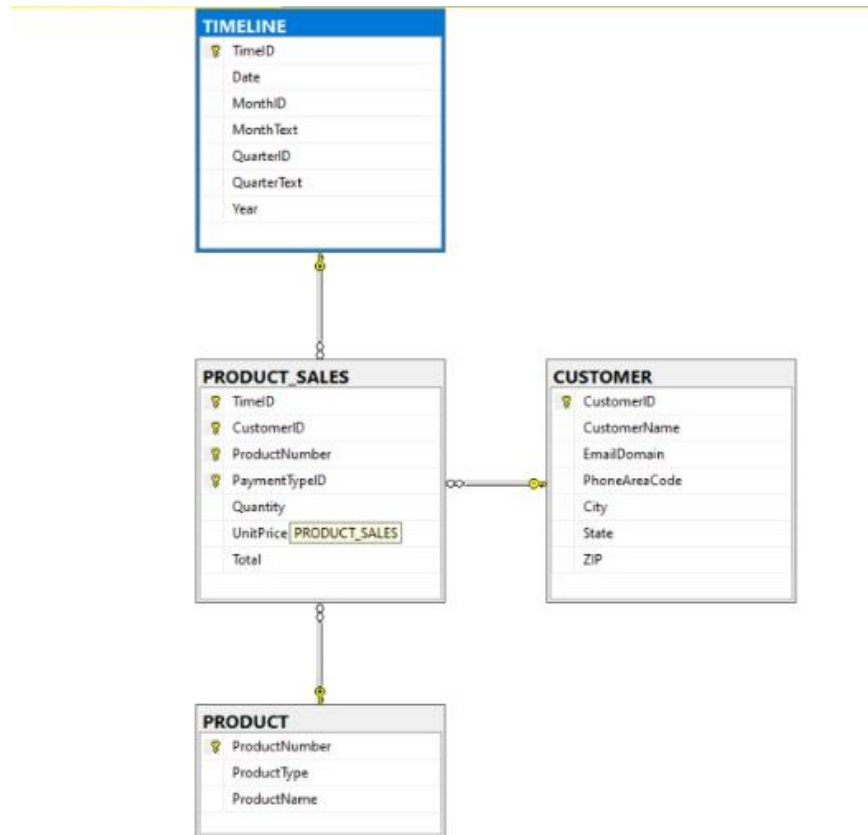 TIMELINE
TimeID
Date
MonthID
MonthText
QuarterID
QuarterText
Year
PRODUCT_SALES
TimeID
CustomerID
ProductNumber
PaymentTypeID
Quantity
UnitPrice PRODUCT_SALES
Total
CUSTOMER
CustomerID
CustomerName
EmailDomain
PhoneAreaCode
City
State
ZIP
PRODUCT
ProductNumber
ProductType
ProductName